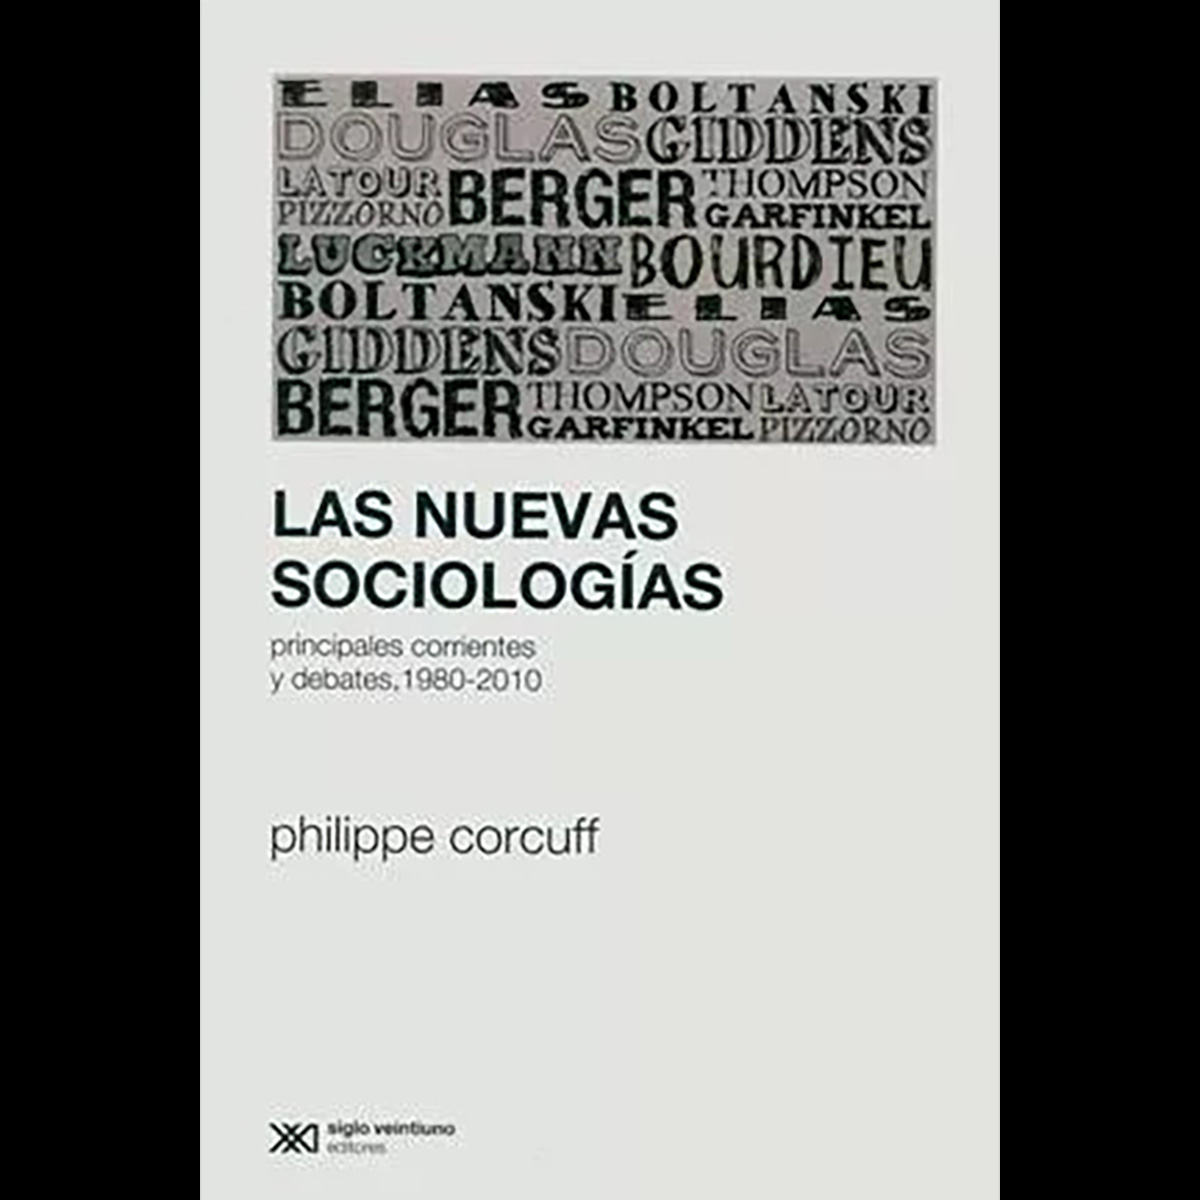 ELIAS BOLTANSKI
DOUGLAS GIDDENS
LATOUR BERGER THOMPSON
PIZZORNO GARFINKEL
LUCKMANN BOURDIEU
BOLTANSKI ELIAS
GIDDENS DOUGLAS
BERGER THOMPSON LATOUR
GARFINKEL PIZZORNO
LAS NUEVAS
SOCIOLOGÍAS
principales corrientes
y debates, 1980-2010
philippe corcuff
siglo veintiuno
editores